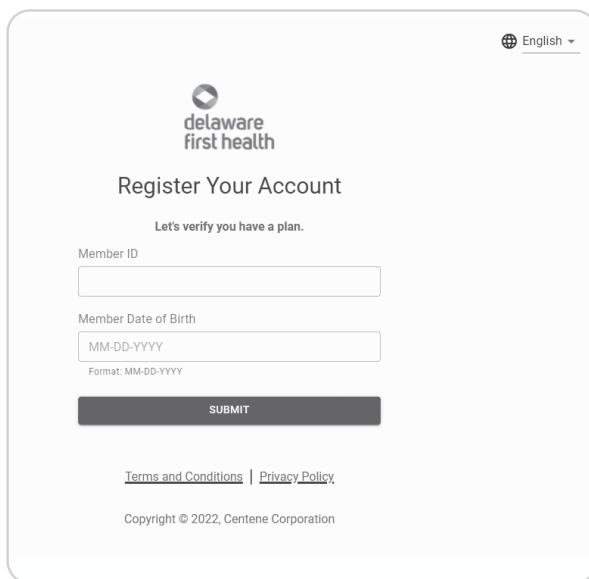 English
delaware
first health
Register Your Account
Let's verify you have a plan.
Member ID
Member Date of Birth
MM-DD-YYYY
Format: MM-DD-YYYY
SUBMIT
Terms and Conditions | Privacy Policy
Copyright © 2022, Centene Corporation